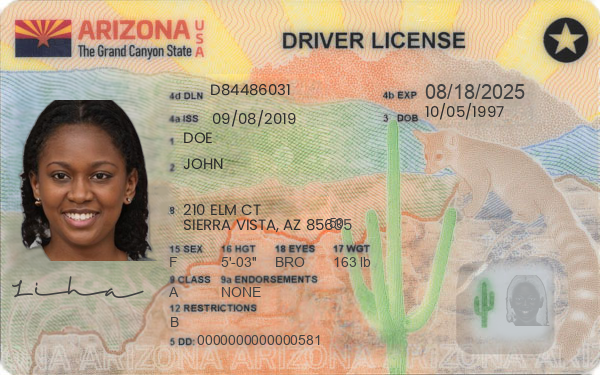 ARIZONA USA
The Grand Canyon State
DRIVER LICENSE
4d DLN D84486031
4b EXP 08/18/2025
4a ISS 09/08/2019
3 DOB 10/05/1997
1 DOE
2 JOHN
8 210 ELM CT
SIERRA VISTA, AZ
15 SEX 16 HGT 18 EYES 17 WGT
F 5'-03" BRO 163 lb
9 CLASS 9a ENDORSEMENTS
A NONE
12 RESTRICTIONS
B
5 DD: 0000000000000581
Liha
ARIZONA ARIZONA ARIZONA ARIZONA